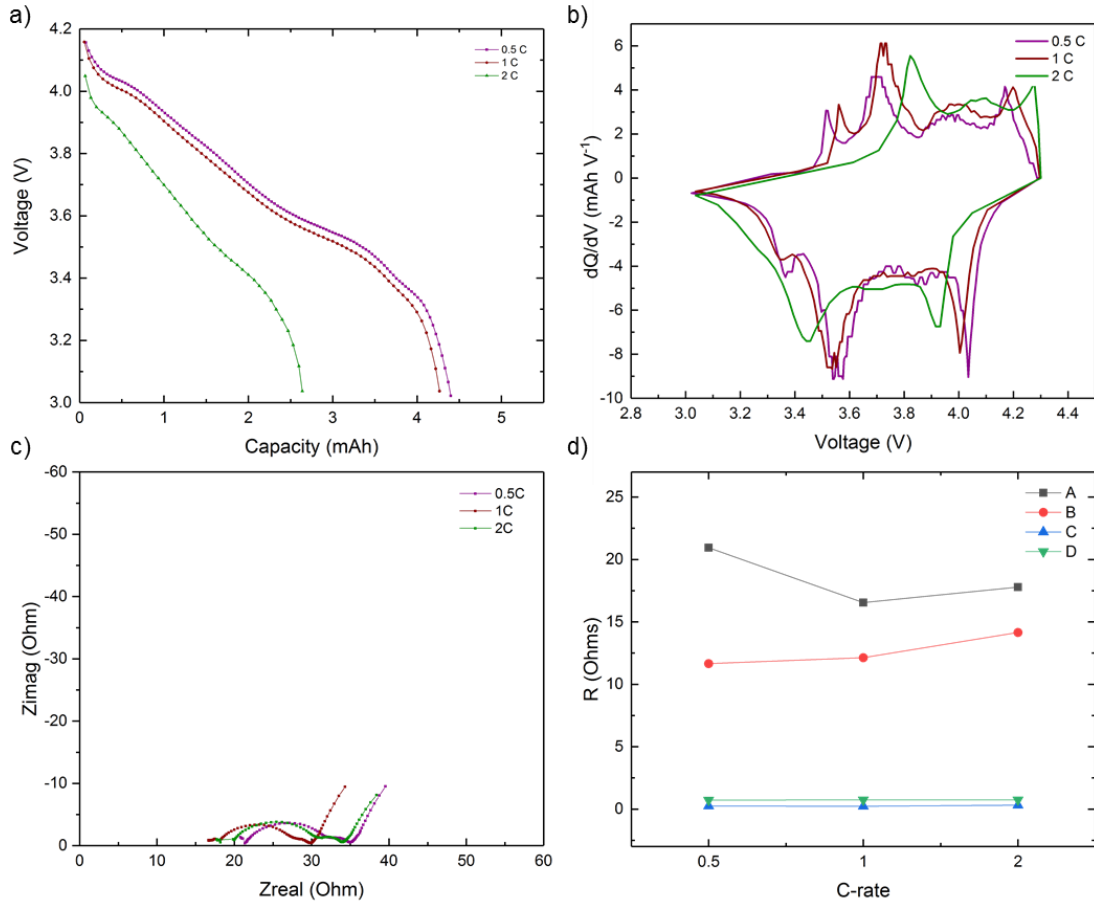 a)
4.2
4.0
3.8
3.6
3.4
3.2
3.0
Voltage (V)
0.5 C
1 C
2 C
0
1
2
3
4
5
Capacity (mAh)
b)
6
4
2
0
-2
-4
-6
-8
-10
dQ/dV (mAh V⁻¹)
0.5 C
1 C
2 C
2.8
3.0
3.2
3.4
3.6
3.8
4.0
4.2
4.4
Voltage (V)
c)
-60
-50
-40
-30
-20
-10
0
Zimag (Ohm)
0.5C
1C
2C
0
10
20
30
40
50
60
Zreal (Ohm)
d)
25
20
15
10
5
0
R (Ohms)
A
B
C
D
0.5
1
2
C-rate